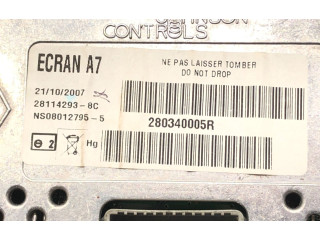 JOHNSON
CONTROLS
ECRAN A7
NE PAS LAISSER TOMBER
DO NOT DROP
21/10/2007
28114293-8C
NS08012795-5
280340005R
2
Hg